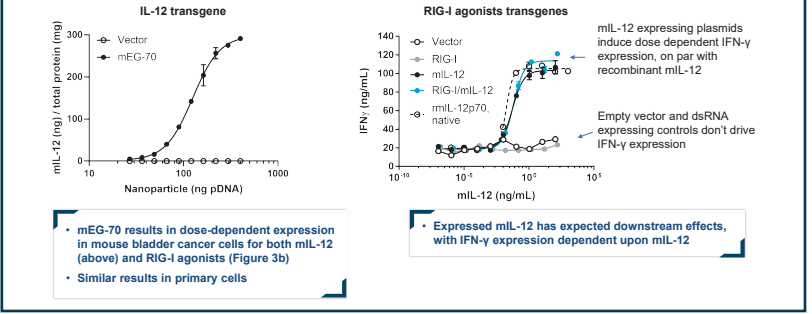 IL-12 transgene
mIL-12 (ng) / total protein (mg)
300
200
100
0
10
100
1000
Vector
mEG-70
Nanoparticle (ng pDNA)
RIG-I agonists transgenes
IFNγ (ng/mL)
140
120
100
80
60
40
20
0
10⁻¹⁰
10⁻⁵
10⁰
10⁵
Vector
RIG-I
mIL-12
RIG-I/mIL-12
rmIL-12p70,
native
mIL-12 (ng/mL)
mIL-12 expressing plasmids
induce dose dependent IFN-γ
expression, on par with
recombinant mIL-12
Empty vector and dsRNA
expressing controls don't drive
IFN-γ expression
• mEG-70 results in dose-dependent expression
in mouse bladder cancer cells for both mIL-12
(above) and RIG-I agonists (Figure 3b)
• Similar results in primary cells
• Expressed mIL-12 has expected downstream effects,
with IFN-γ expression dependent upon mIL-12